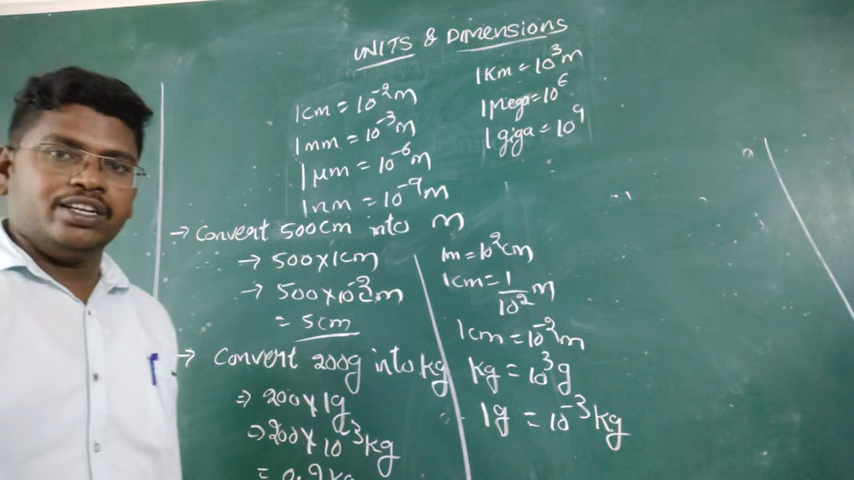 UNITS & DIMENSIONS
1cm = 10⁻²m
1mm = 10⁻³m
1μm = 10⁻⁶m
1nm = 10⁻⁹m
1Km = 10³m
1Mega = 10⁶
1giga = 10⁹
→ Convert 500cm into m
→ 500×1cm
→ 500×10⁻²m
= 5cm
1m = 10²cm
1cm = 1/10² m
1cm = 10⁻²m
→ Convert 200g into kg
⇒ 200×1g
⇒ 200×10⁻³kg
= 0.2kg
kg = 10³g
1g = 10⁻³kg